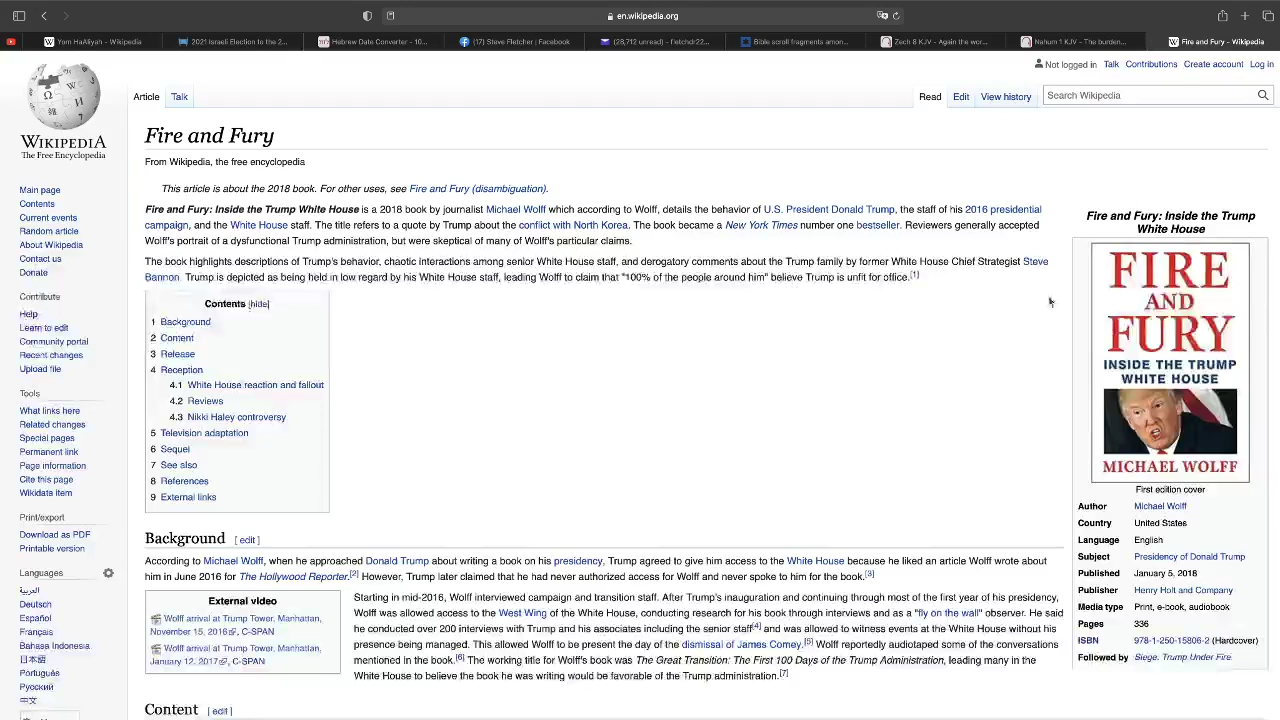 en.wikipedia.org
Yom HaAliyah - Wikipedia
2021 Israeli Election to the 2...
Hebrew Date Converter - 10...
(17) Steve Fletcher | Facebook
(28,712 unread) - fletchdr22...
Bible scroll fragments amon...
Zech 8 KJV - Again the wor...
Nahum 1 KJV - The burden...
Fire and Fury - Wikipedia
Not logged in Talk Contributions Create account Log in
Article Talk
Read Edit View history
Search Wikipedia
WIKIPEDIA
The Free Encyclopedia
Main page
Contents
Current events
Random article
About Wikipedia
Contact us
Donate
Contribute
Help
Learn to edit
Community portal
Recent changes
Upload file
Tools
What links here
Related changes
Special pages
Permanent link
Page information
Cite this page
Wikidata item
Print/export
Download as PDF
Printable version
Languages
العربية
Deutsch
Español
Français
Bahasa Indonesia
日本語
Português
Русский
中文
Fire and Fury
From Wikipedia, the free encyclopedia
This article is about the 2018 book. For other uses, see Fire and Fury (disambiguation).
Fire and Fury: Inside the Trump White House is a 2018 book by journalist Michael Wolff which according to Wolff, details the behavior of U.S. President Donald Trump, the staff of his 2016 presidential
campaign, and the White House staff. The title refers to a quote by Trump about the conflict with North Korea. The book became a New York Times number one bestseller. Reviewers generally accepted
Wolff's portrait of a dysfunctional Trump administration, but were skeptical of many of Wolff's particular claims.
The book highlights descriptions of Trump's behavior, chaotic interactions among senior White House staff, and derogatory comments about the Trump family by former White House Chief Strategist Steve
Bannon. Trump is depicted as being held in low regard by his White House staff, leading Wolff to claim that "100% of the people around him" believe Trump is unfit for office.[1]
Contents [hide]
1 Background
2 Content
3 Release
4 Reception
4.1 White House reaction and fallout
4.2 Reviews
4.3 Nikki Haley controversy
5 Television adaptation
6 Sequel
7 See also
8 References
9 External links
Background [ edit ]
According to Michael Wolff, when he approached Donald Trump about writing a book on his presidency, Trump agreed to give him access to the White House because he liked an article Wolff wrote about
him in June 2016 for The Hollywood Reporter.[2] However, Trump later claimed that he had never authorized access for Wolff and never spoke to him for the book.[3]
External video
Wolff arrival at Trump Tower, Manhattan,
November 15, 2016, C-SPAN
Wolff arrival at Trump Tower, Manhattan,
January 12, 2017, C-SPAN
Starting in mid-2016, Wolff interviewed campaign and transition staff. After Trump's inauguration and continuing through most of the first year of his presidency,
Wolff was allowed access to the West Wing of the White House, conducting research for his book through interviews and as a "fly on the wall" observer. He said
he conducted over 200 interviews with Trump and his associates including the senior staff[4] and was allowed to witness events at the White House without his
presence being managed. This allowed Wolff to be present the day of the dismissal of James Comey.[5] Wolff reportedly audiotaped some of the conversations
mentioned in the book.[6] The working title for Wolff's book was The Great Transition: The First 100 Days of the Trump Administration, leading many in the
White House to believe the book he was writing would be favorable of the Trump administration.[7]
Content [ edit ]
Fire and Fury: Inside the Trump
White House
FIRE
AND
FURY
INSIDE THE TRUMP
WHITE HOUSE
MICHAEL WOLFF
First edition cover
Author Michael Wolff
Country United States
Language English
Subject Presidency of Donald Trump
Published January 5, 2018
Publisher Henry Holt and Company
Media type Print, e-book, audiobook
Pages 336
ISBN 978-1-250-15806-2 (Hardcover)
Followed by Siege: Trump Under Fire